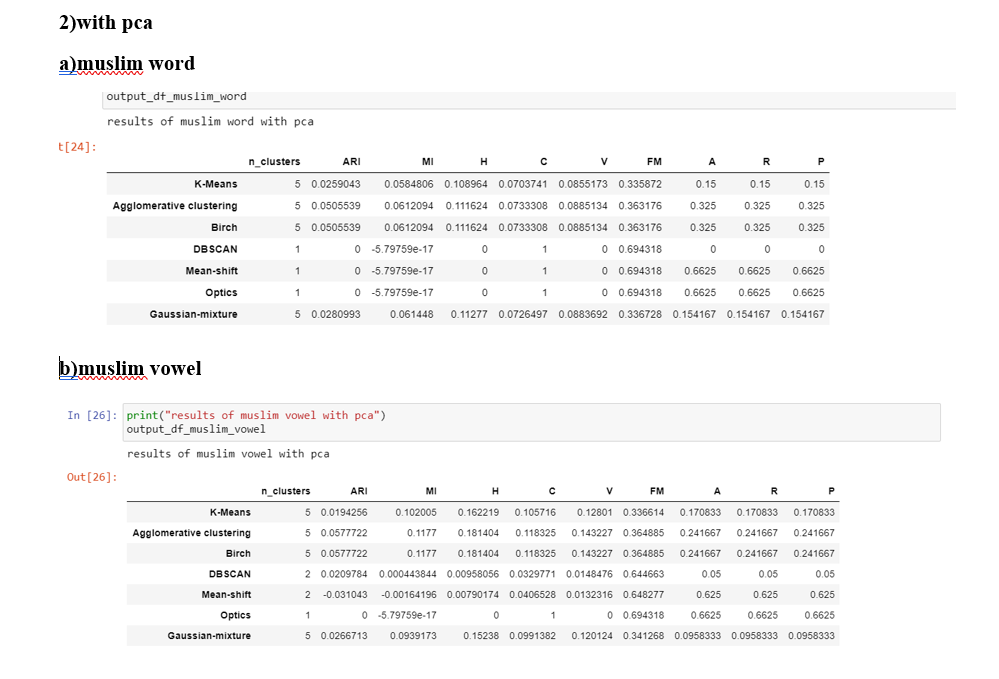 2)with pca
a)muslim word
output_df_muslim_word
results of muslim word with pca
t[24]:
n_clusters ARI MI H C V FM A R P
K-Means 5 0.0259043 0.0584806 0.108964 0.0703741 0.0855173 0.335872 0.15 0.15 0.15
Agglomerative clustering 5 0.0505539 0.0612094 0.111624 0.0733308 0.0885134 0.363176 0.325 0.325 0.325
Birch 5 0.0505539 0.0612094 0.111624 0.0733308 0.0885134 0.363176 0.325 0.325 0.325
DBSCAN 1 0 -5.79759e-17 0 1 0 0.694318 0 0 0
Mean-shift 1 0 -5.79759e-17 0 1 0 0.694318 0.6625 0.6625 0.6625
Optics 1 0 -5.79759e-17 0 1 0 0.694318 0.6625 0.6625 0.6625
Gaussian-mixture 5 0.0280993 0.061448 0.11277 0.0726497 0.0883692 0.336728 0.154167 0.154167 0.154167
b)muslim vowel
In [26]: print("results of muslim vowel with pca")
output_df_muslim_vowel
results of muslim vowel with pca
Out[26]:
n_clusters ARI MI H C V FM A R P
K-Means 5 0.0194256 0.102005 0.162219 0.105716 0.12801 0.336614 0.170833 0.170833 0.170833
Agglomerative clustering 5 0.0577722 0.1177 0.181404 0.118325 0.143227 0.364885 0.241667 0.241667 0.241667
Birch 5 0.0577722 0.1177 0.181404 0.118325 0.143227 0.364885 0.241667 0.241667 0.241667
DBSCAN 2 0.0209784 0.000443844 0.00958056 0.0329771 0.0148476 0.644663 0.05 0.05 0.05
Mean-shift 2 -0.031043 -0.00164196 0.00790174 0.0406528 0.0132316 0.648277 0.625 0.625 0.625
Optics 1 0 -5.79759e-17 0 1 0 0.694318 0.6625 0.6625 0.6625
Gaussian-mixture 5 0.0266713 0.0939173 0.15238 0.0991382 0.120124 0.341268 0.0958333 0.0958333 0.0958333